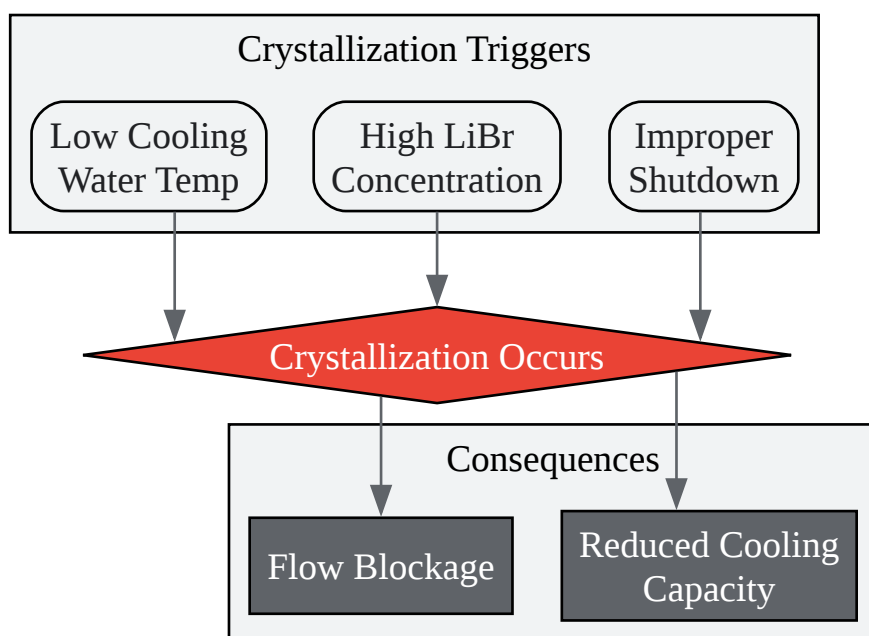 Crystallization Triggers
Low Cooling
Water Temp
High LiBr
Concentration
Improper
Shutdown
Crystallization Occurs
Consequences
Flow Blockage
Reduced Cooling
Capacity